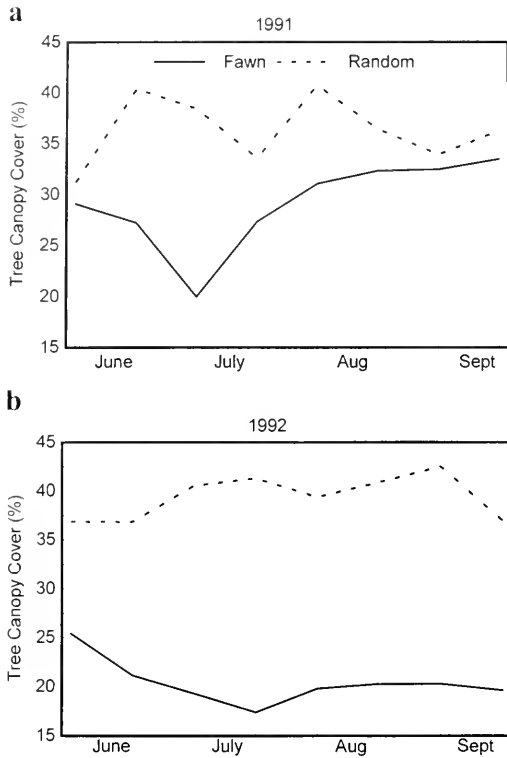 a
1991
45
Fawn
Random
40
35
30
25
20
15
Tree Canopy Cover (%)
June
July
Aug
Sept
b
1992
45
40
35
30
25
20
15
Tree Canopy Cover (%)
June
July
Aug
Sept